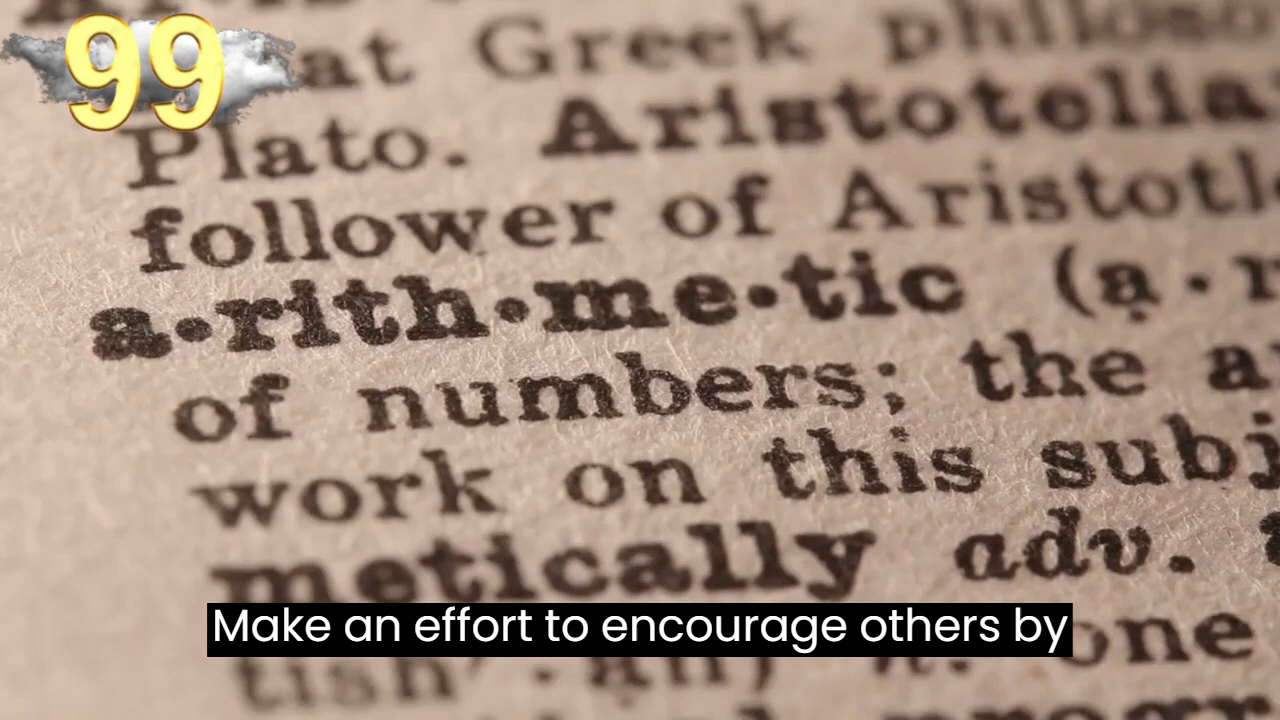 99
at Greek philoso
Plato. Aristotelia
follower of Aristotl
a·rith·me·tic (ạ·r
of numbers; the a
work on this subj
metically adv.
Make an effort to encourage others by
one